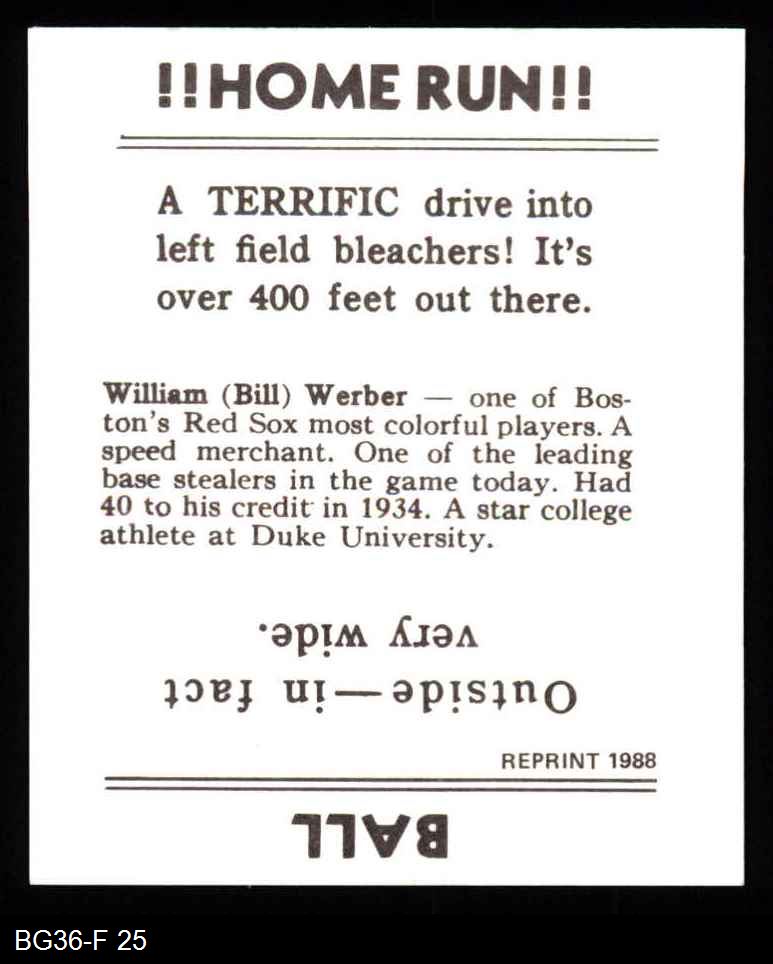 !!HOME RUN!!
A TERRIFIC drive into
left field bleachers! It's
over 400 feet out there.
William (Bill) Werber — one of Bos-
ton's Red Sox most colorful players. A
speed merchant. One of the leading
base stealers in the game today. Had
40 to his credit in 1934. A star college
athlete at Duke University.
REPRINT 1988
BALL
Outside—in fact
very wide.
BG36-F 25